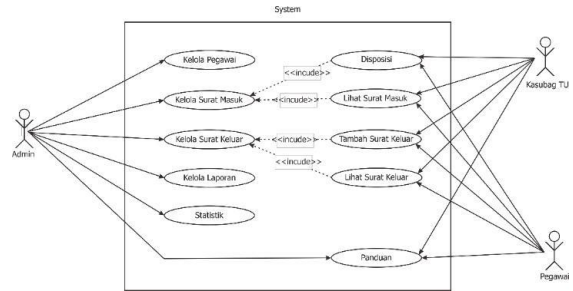 System
Kelola Pegawai
Disposisi
<<incude>>
Kasubag TU
Kelola Surat Masuk
<<incude>>
Lihat Surat Masuk
Admin
Kelola Surat Keluar
<<incude>>
Tambah Surat Keluar
<<incude>>
Kelola Laporan
Lihat Surat Keluar
Statistik
Panduan
Pegawai